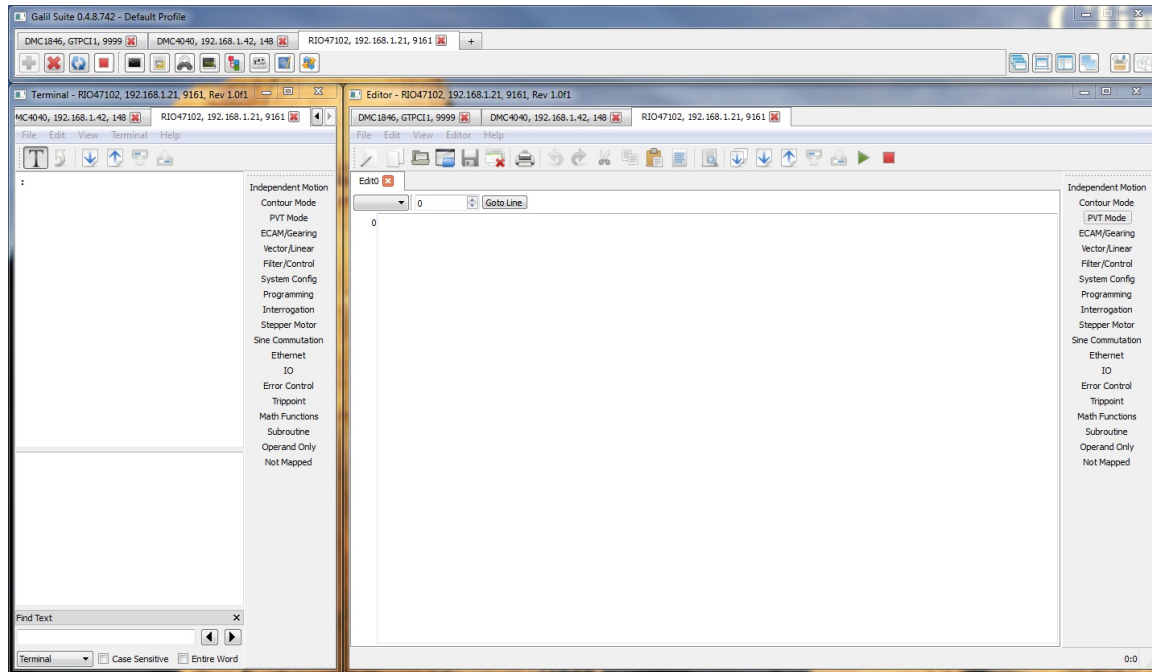 Galil Suite 0.4.8.742 - Default Profile
DMC1846, GTPCI1, 9999 DMC4040, 192.168.1.42, 148 RIO47102, 192.168.1.21, 9161 +
Terminal - RIO47102, 192.168.1.21, 9161, Rev 1.0f1
MC4040, 192.168.1.42, 148 RIO47102, 192.168.1.21, 9161
File Edit View Terminal Help
T
:
Independent Motion
Contour Mode
PVT Mode
ECAM/Gearing
Vector/Linear
Filter/Control
System Config
Programming
Interrogation
Stepper Motor
Sine Commutation
Ethernet
IO
Error Control
Trippoint
Math Functions
Subroutine
Operand Only
Not Mapped
Find Text
Terminal Case Sensitive Entire Word
Editor - RIO47102, 192.168.1.21, 9161, Rev 1.0f1
DMC1846, GTPCI1, 9999 DMC4040, 192.168.1.42, 148 RIO47102, 192.168.1.21, 9161
File Edit View Editor Help
Edit0
0 Goto Line
0
Independent Motion
Contour Mode
PVT Mode
ECAM/Gearing
Vector/Linear
Filter/Control
System Config
Programming
Interrogation
Stepper Motor
Sine Commutation
Ethernet
IO
Error Control
Trippoint
Math Functions
Subroutine
Operand Only
Not Mapped
0:0